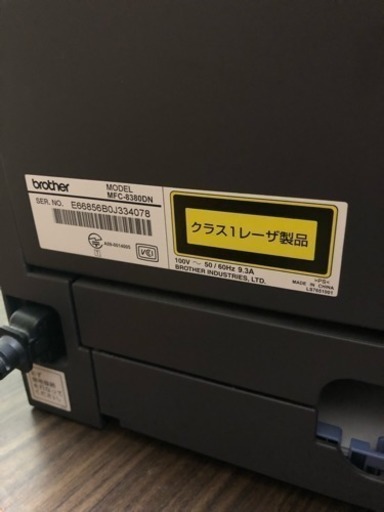 brother
MODEL
MFC-8380DN
SER. NO. E66856B0J334078
クラス1レーザ製品
100V ～ 50/60Hz 9.3A
BROTHER INDUSTRIES, LTD.
MADE IN CHINA